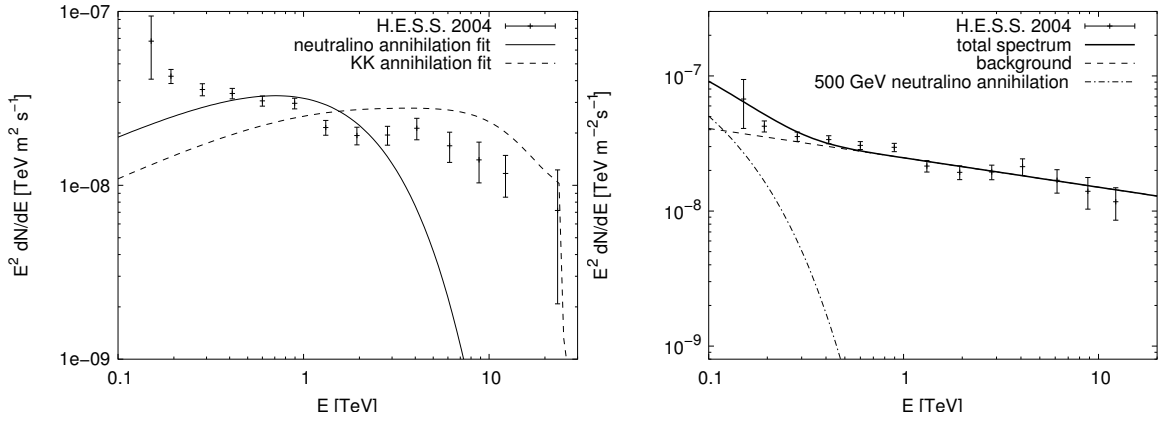 1e-07
1e-08
1e-09
0.1
1
10
E [TeV]
E² dN/dE [TeV m² s⁻¹]
H.E.S.S. 2004
neutralino annihilation fit
KK annihilation fit
10⁻⁷
10⁻⁸
10⁻⁹
0.1
1
10
E [TeV]
E² dN/dE [TeV m⁻²s⁻¹]
H.E.S.S. 2004
total spectrum
background
500 GeV neutralino annihilation